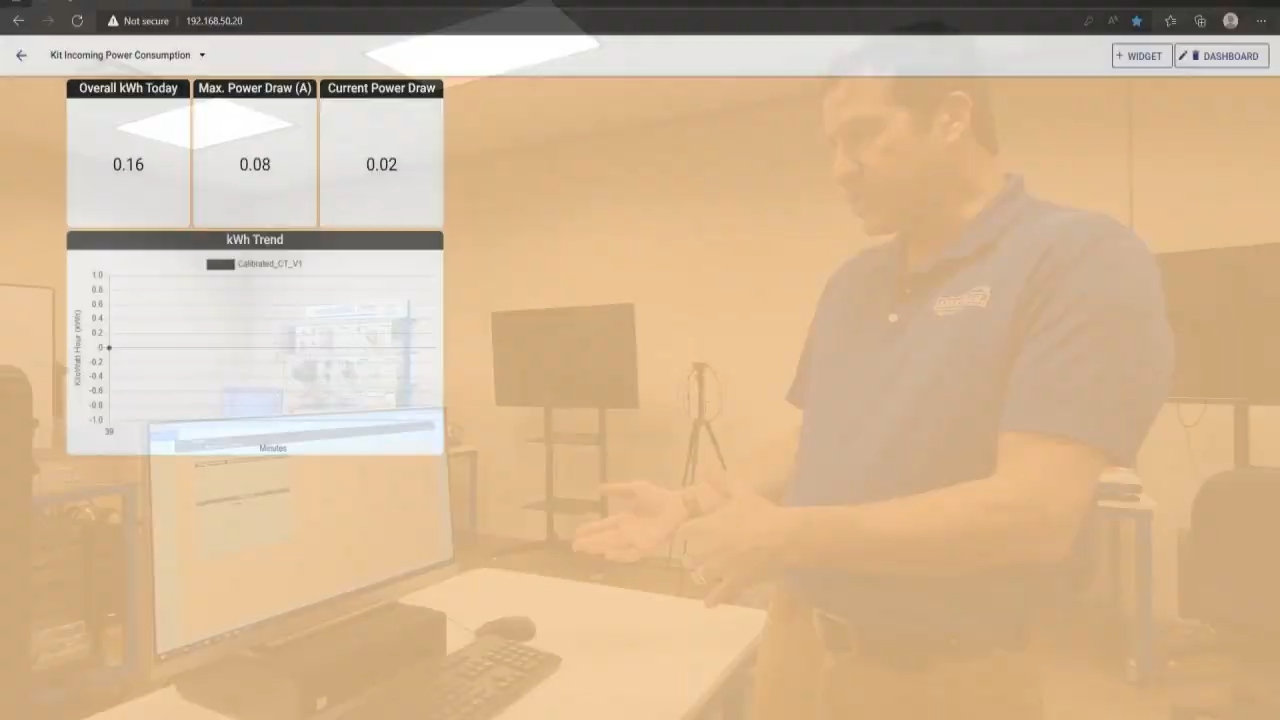 Not secure
192.168.50.20
Kit Incoming Power Consumption
+ WIDGET
DASHBOARD
Overall kWh Today
Max. Power Draw (A)
Current Power Draw
0.16
0.08
0.02
kWh Trend
Calibrated_CT_V1
1.0
0.8
0.6
0.4
0.2
0
-0.2
-0.4
-0.6
-0.8
-1.0
39
Minutes